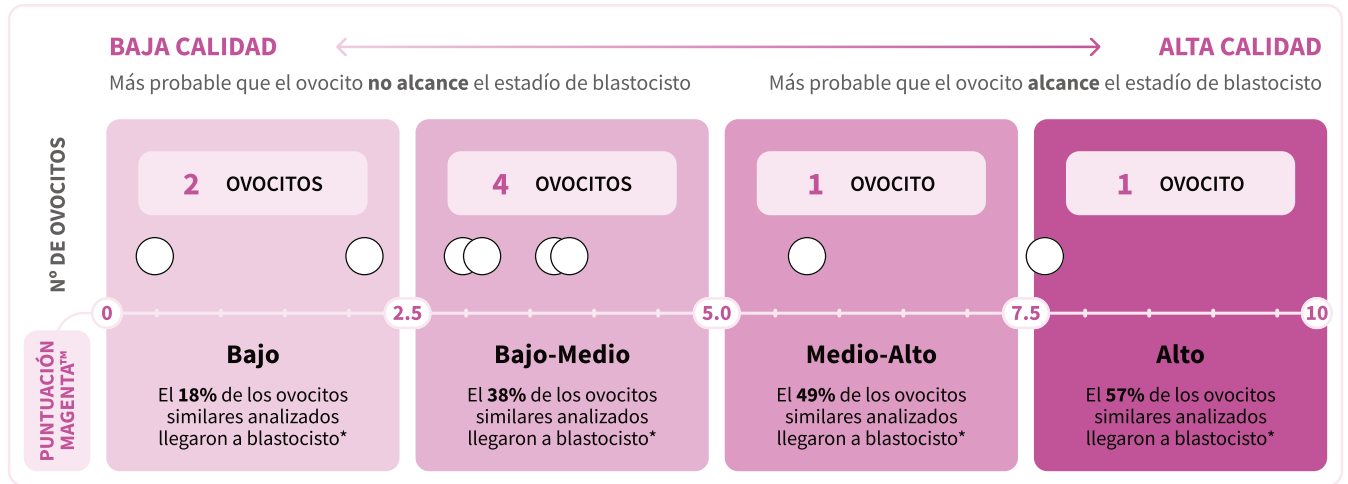 BAJA CALIDAD
ALTA CALIDAD
Más probable que el ovocito no alcance el estadío de blastocisto
Más probable que el ovocito alcance el estadío de blastocisto
Nº DE OVOCITOS
2 OVOCITOS
4 OVOCITOS
1 OVOCITO
1 OVOCITO
0
2.5
5.0
7.5
10
PUNTUACIÓN
MAGENTA™
Bajo
El 18% de los ovocitos
similares analizados
llegaron a blastocisto*
Bajo-Medio
El 38% de los ovocitos
similares analizados
llegaron a blastocisto*
Medio-Alto
El 49% de los ovocitos
similares analizados
llegaron a blastocisto*
Alto
El 57% de los ovocitos
similares analizados
llegaron a blastocisto*